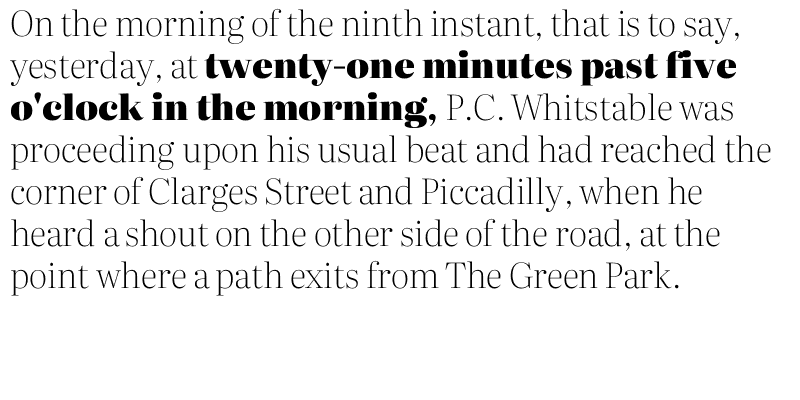 On the morning of the ninth instant, that is to say,
yesterday, at twenty-one minutes past five
o'clock in the morning, P.C. Whitstable was
proceeding upon his usual beat and had reached the
corner of Clarges Street and Piccadilly, when he
heard a shout on the other side of the road, at the
point where a path exits from The Green Park.